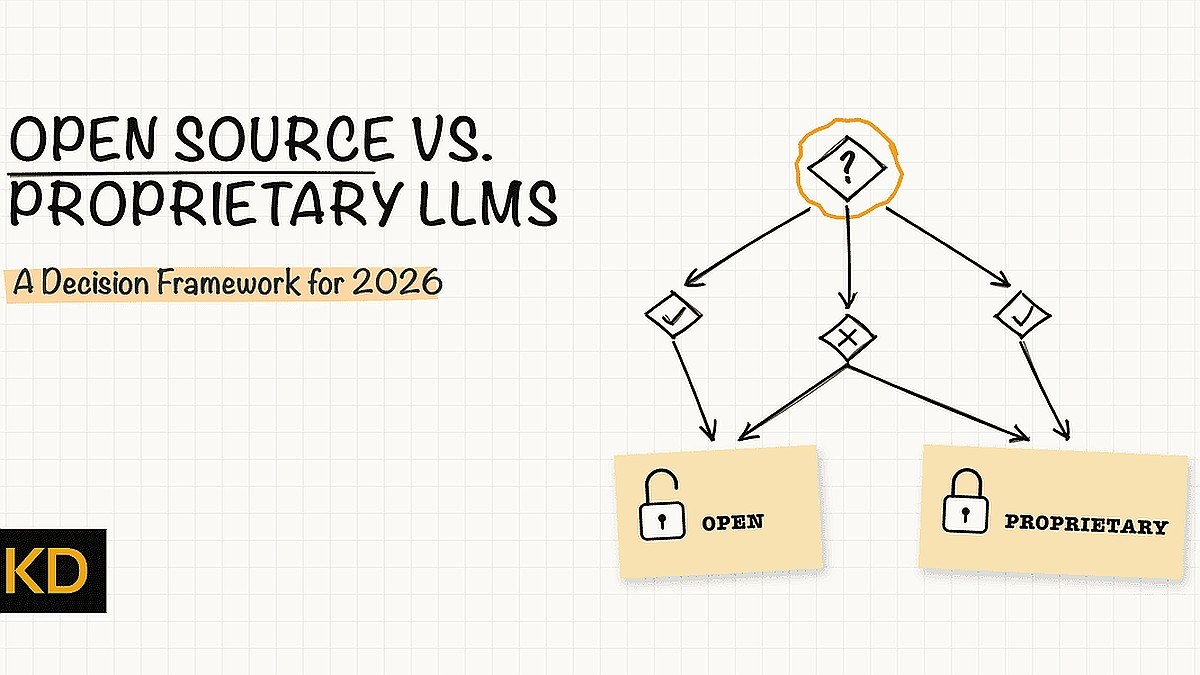 OPEN SOURCE VS.
PROPRIETARY LLMS
A Decision Framework for 2026
?
OPEN
PROPRIETARY
KD